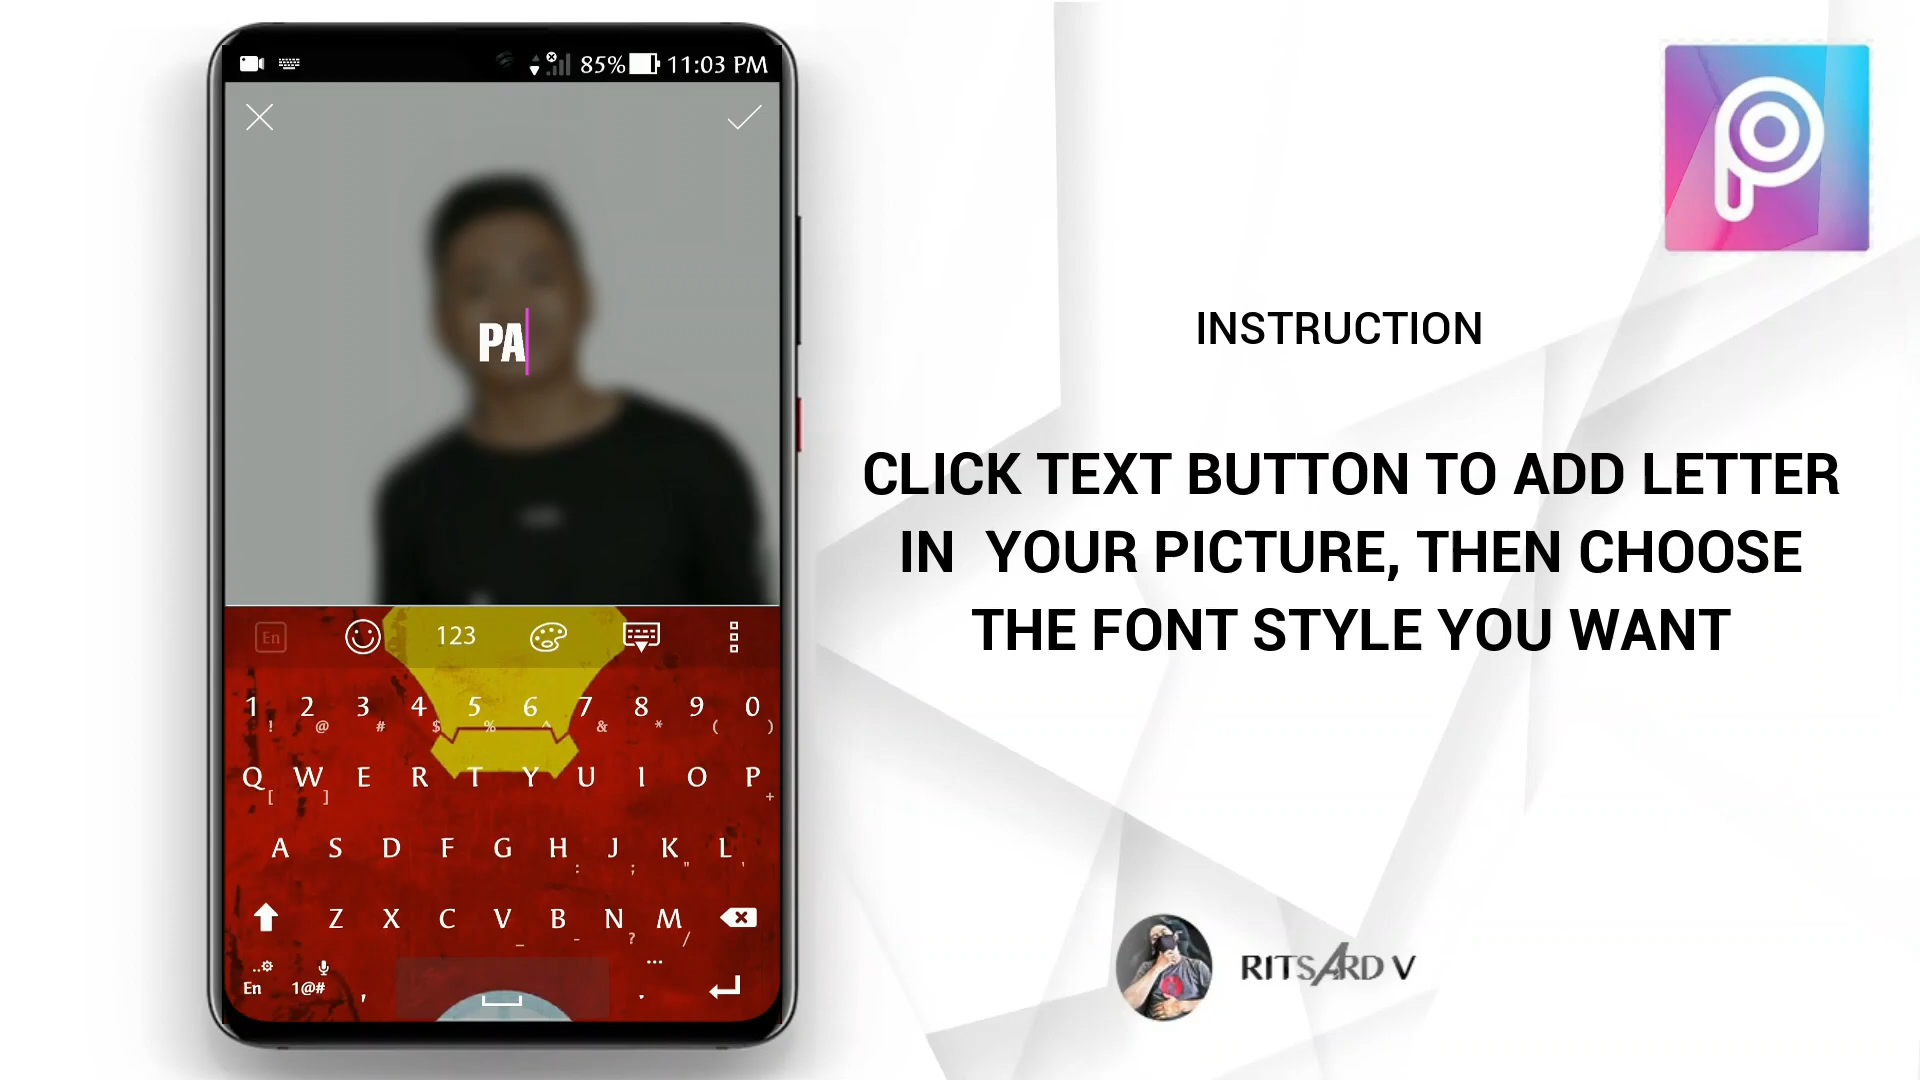 85% 11:03 PM
PA
En 123
1 2 3 4 5 6 7 8 9 0
! @ # $ % ^ & * ( )
Q W E R T Y U I O P
[ ] +
A S D F G H J K L
: ; " '
Z X C V B N M
_ - ? /
En 1@# , .
INSTRUCTION
CLICK TEXT BUTTON TO ADD LETTER
IN YOUR PICTURE, THEN CHOOSE
THE FONT STYLE YOU WANT
RITSARD V